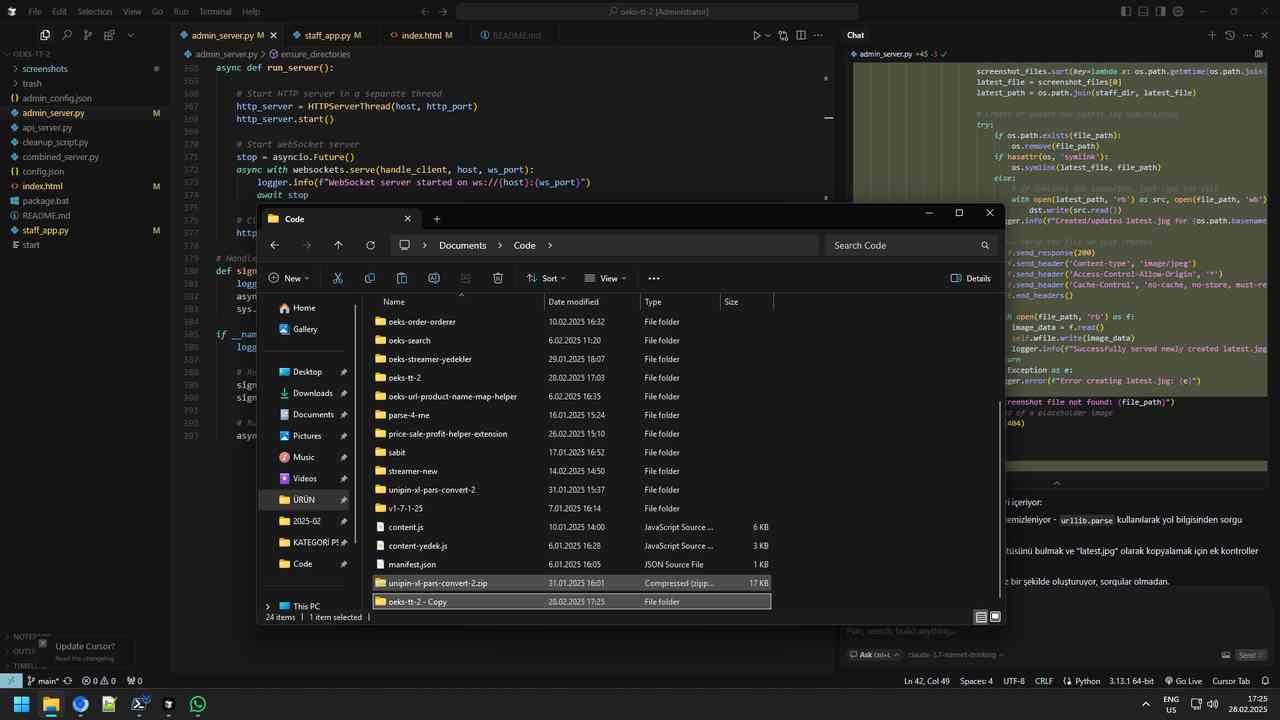 File Edit Selection View Go Run Terminal Help
oeks-tt-2 [Administrator]
admin_server.py M
staff_app.py M
index.html M
README.md
Chat
OEKS-TT-2
screenshots
trash
admin_config.json
admin_server.py M
api_server.py
cleanup_script.py
combined_server.py
config.json
index.html M
package.bat
README.md
staff_app.py M
start
admin_server.py > ensure_directories
368 async def run_server():
365
366 # Start HTTP server in a separate thread
367 http_server = HTTPServerThread(host, http_port)
368 http_server.start()
369
370 # Start WebSocket server
371 stop = asyncio.Future()
372 async with websockets.serve(handle_client, host, ws_port):
373 logger.info(f"WebSocket server started on ws://{host}:{ws_port}")
374 await stop
375
376 # Cl
377 http
378
379 # Handle
380 def sign
381 logg
382 asyn
383 sys.
384
385 if __nam
386 logg
387
388 # Ru
389 sign
390 sign
391
392 # Ru
393 asyn
admin_server.py +45 -3
screenshot_files.sort(key=lambda x: os.path.getmtime(os.path.join(
latest_file = screenshot_files[0]
latest_path = os.path.join(staff_dir, latest_file)
try:
if os.path.exists(file_path):
os.remove(file_path)
if hasattr(os, 'symlink'):
os.symlink(latest_file, file_path)
else:
with open(latest_path, 'rb') as src, open(file_path, 'wb')
dst.write(src.read())
ger.info(f"Created/updated latest.jpg for {os.path.basename
f.send_response(200)
f.send_header('Content-type', 'image/jpeg')
f.send_header('Access-Control-Allow-Origin', '*')
f.send_header('Cache-Control', 'no-cache, no-store, must-re
f.end_headers()
h open(file_path, 'rb') as f:
image_data = f.read()
self.wfile.write(image_data)
logger.info(f"Successfully served newly created latest.jpg
urn
Exception as e:
ger.error(f"Error creating latest.jpg: {e}")
reenshot file not found: {file_path}")
d of a placeholder image
404)
i içeriyor:
emizleniyor - urllib.parse kullanılarak yol bilgisinden sorgu
tüsünü bulmak ve "latest.jpg" olarak kopyalamak için ek kontroller
z bir şekilde oluşturuyor, sorgular olmadan.
Plan, search, build anything...
Ask Ctrl+L claude-3.7-sonnet-thinking
Send
Code
Documents > Code >
Search Code
New
Sort
View
Details
Home
Gallery
Desktop
Downloads
Documents
Pictures
Music
Videos
ÜRÜN
2025-02
KATEGORİ PS
Code
This PC
Name Date modified Type Size
oeks-order-orderer 10.02.2025 16:32 File folder
oeks-search 6.02.2025 11:20 File folder
oeks-streamer-yedekler 29.01.2025 18:07 File folder
oeks-tt-2 28.02.2025 17:03 File folder
oeks-url-product-name-map-helper 6.02.2025 16:35 File folder
parse-4-me 16.01.2025 15:24 File folder
price-sale-profit-helper-extension 26.02.2025 15:10 File folder
sabit 17.01.2025 16:52 File folder
streamer-new 14.02.2025 14:50 File folder
unipin-xl-pars-convert-2 31.01.2025 15:37 File folder
v1-7-1-25 7.01.2025 16:14 File folder
content.js 10.01.2025 14:00 JavaScript Source ... 6 KB
content-yedek.js 6.01.2025 16:28 JavaScript Source ... 3 KB
manifest.json 6.01.2025 16:05 JSON Source File 1 KB
unipin-xl-pars-convert-2.zip 31.01.2025 16:01 Compressed (zipp... 17 KB
oeks-tt-2 - Copy 28.02.2025 17:25 File folder
24 items | 1 item selected |
NOTEP
OUTLI
TIMELI
Update Cursor?
Read the changelog.
main* 0 0 0
Ln 42, Col 49 Spaces: 4 UTF-8 CRLF Python 3.13.1 64-bit Go Live Cursor Tab
ENG
US
17:25
28.02.2025